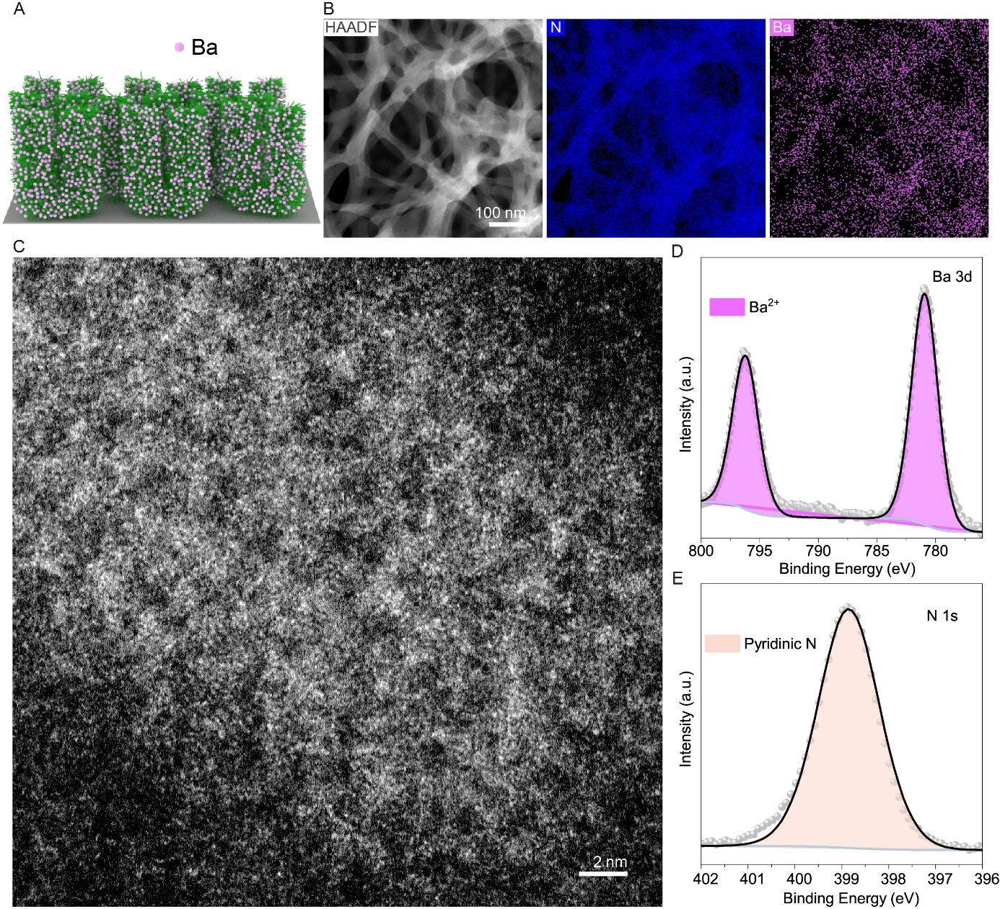 A
Ba
B
HAADF
N
Ba
100 nm
C
2 nm
D
Ba 3d
Ba²⁺
Intensity (a.u.)
800 795 790 785 780
Binding Energy (eV)
E
N 1s
Pyridinic N
Intensity (a.u.)
402 401 400 399 398 397 396
Binding Energy (eV)